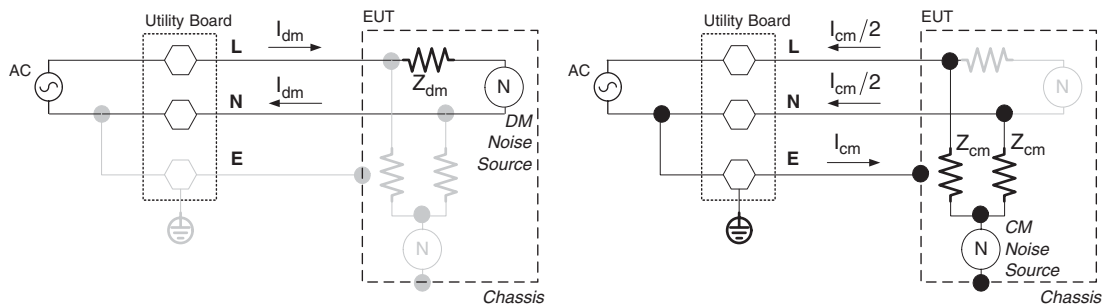 Utility Board
EUT
AC
L
I_dm
Z_dm
N
N
I_dm
DM
Noise
Source
E
N
Chassis
Utility Board
EUT
AC
L
I_cm/2
N
N
I_cm/2
E
I_cm
Z_cm
Z_cm
N
CM
Noise
Source
Chassis